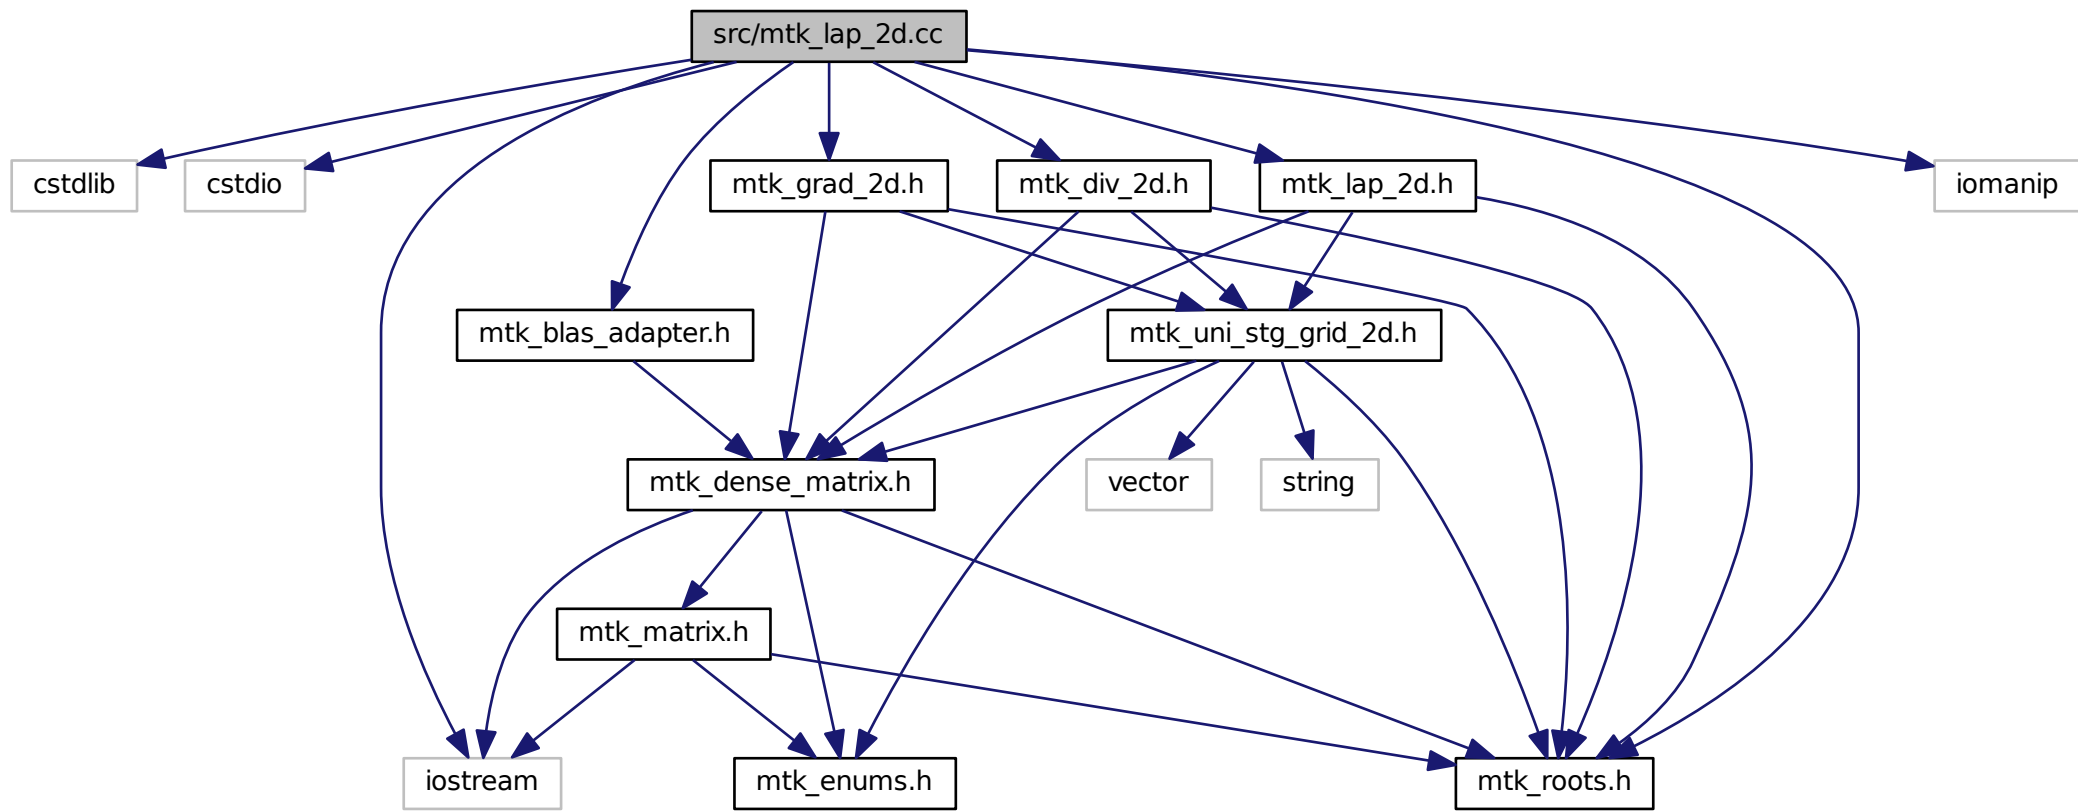 src/mtk_lap_2d.cc
cstdlib
cstdio
mtk_grad_2d.h
mtk_div_2d.h
mtk_lap_2d.h
iomanip
mtk_blas_adapter.h
mtk_uni_stg_grid_2d.h
mtk_dense_matrix.h
vector
string
mtk_matrix.h
iostream
mtk_enums.h
mtk_roots.h